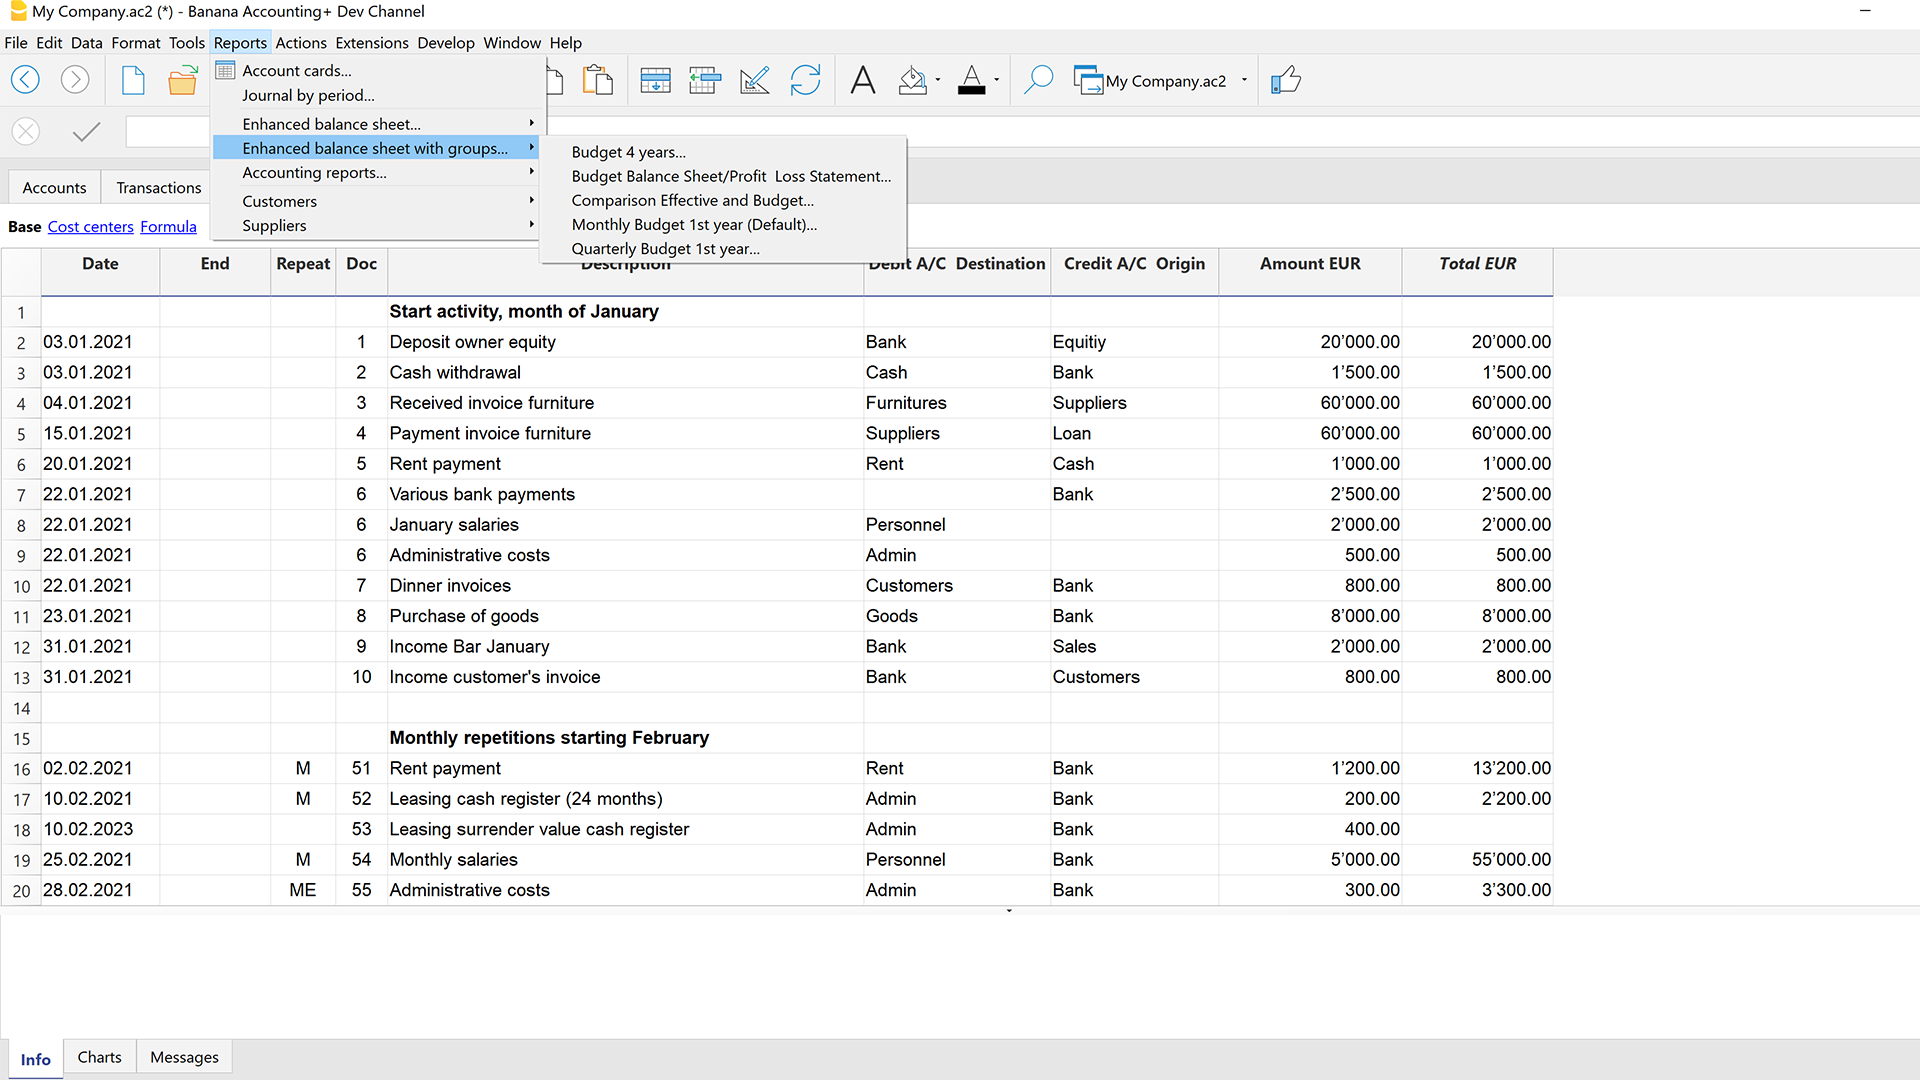 My Company.ac2 (*) - Banana Accounting+ Dev Channel
File Edit Data Format Tools Reports Actions Extensions Develop Window Help
Account cards...
Journal by period...
Enhanced balance sheet...
Enhanced balance sheet with groups...
Accounting reports...
Customers
Suppliers
My Company.ac2
Budget 4 years...
Budget Balance Sheet/Profit Loss Statement...
Comparison Effective and Budget...
Monthly Budget 1st year (Default)...
Quarterly Budget 1st year...
Accounts Transactions
Base Cost centers Formula
Date End Repeat Doc Description Debit A/C Destination Credit A/C Origin Amount EUR Total EUR
1 Start activity, month of January
2 03.01.2021 1 Deposit owner equity Bank Equitiy 20’000.00 20’000.00
3 03.01.2021 2 Cash withdrawal Cash Bank 1’500.00 1’500.00
4 04.01.2021 3 Received invoice furniture Furnitures Suppliers 60’000.00 60’000.00
5 15.01.2021 4 Payment invoice furniture Suppliers Loan 60’000.00 60’000.00
6 20.01.2021 5 Rent payment Rent Cash 1’000.00 1’000.00
7 22.01.2021 6 Various bank payments Bank 2’500.00 2’500.00
8 22.01.2021 6 January salaries Personnel 2’000.00 2’000.00
9 22.01.2021 6 Administrative costs Admin 500.00 500.00
10 22.01.2021 7 Dinner invoices Customers Bank 800.00 800.00
11 23.01.2021 8 Purchase of goods Goods Bank 8’000.00 8’000.00
12 31.01.2021 9 Income Bar January Bank Sales 2’000.00 2’000.00
13 31.01.2021 10 Income customer's invoice Bank Customers 800.00 800.00
14
15 Monthly repetitions starting February
16 02.02.2021 M 51 Rent payment Rent Bank 1’200.00 13’200.00
17 10.02.2021 M 52 Leasing cash register (24 months) Admin Bank 200.00 2’200.00
18 10.02.2023 53 Leasing surrender value cash register Admin Bank 400.00
19 25.02.2021 M 54 Monthly salaries Personnel Bank 5’000.00 55’000.00
20 28.02.2021 ME 55 Administrative costs Admin Bank 300.00 3’300.00
Info Charts Messages